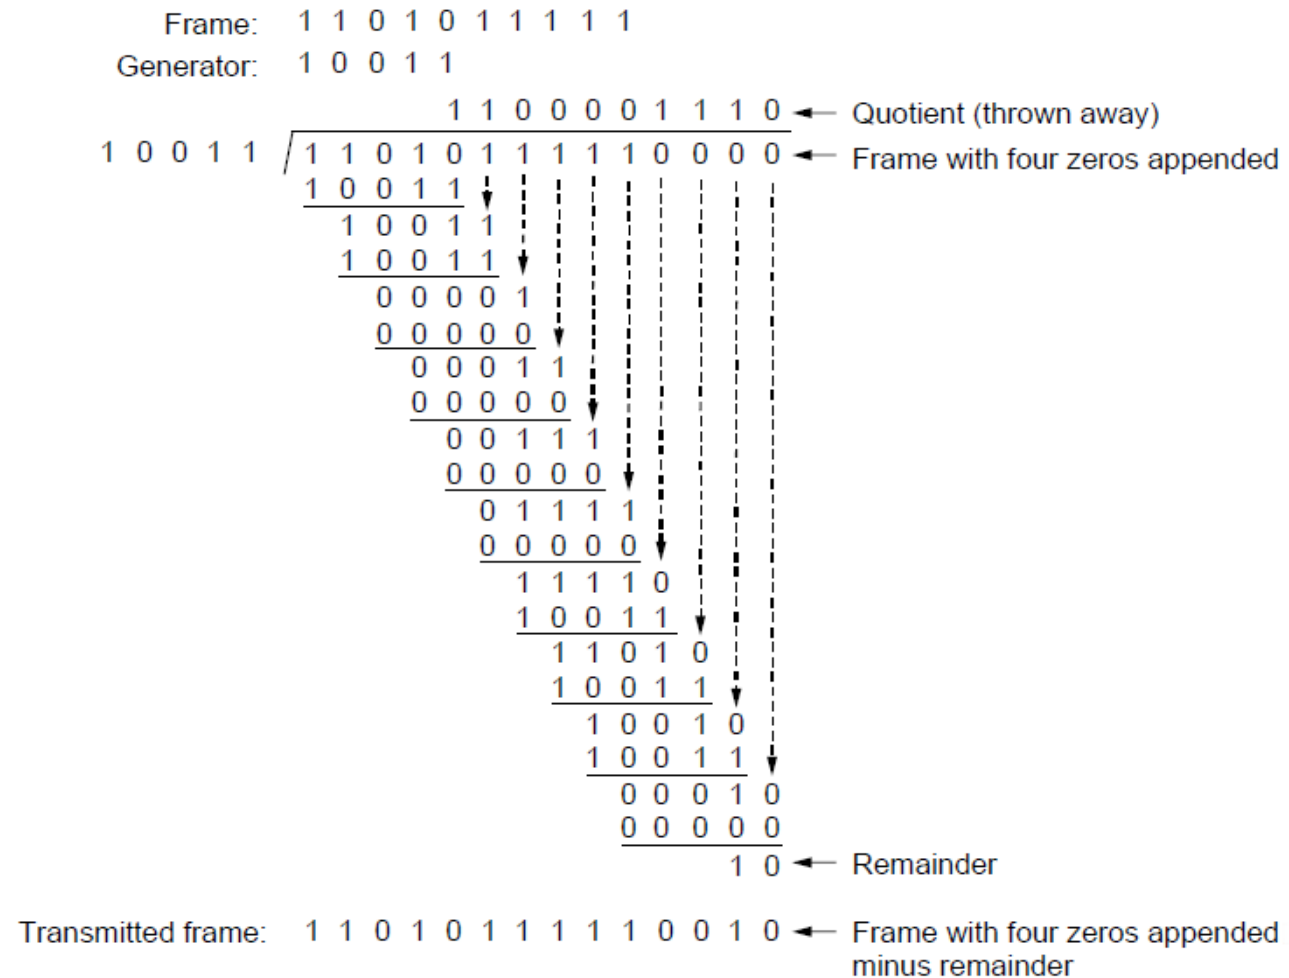 Frame: 1 1 0 1 0 1 1 1 1 1
Generator: 1 0 0 1 1
1 1 0 0 0 0 1 1 1 0 Quotient (thrown away)
1 0 0 1 1 1 1 0 1 0 1 1 1 1 1 0 0 0 0 Frame with four zeros appended
1 0 0 1 1
1 0 0 1 1
1 0 0 1 1
0 0 0 0 1
0 0 0 0 0
0 0 0 1 1
0 0 0 0 0
0 0 1 1 1
0 0 0 0 0
0 1 1 1 1
0 0 0 0 0
1 1 1 1 0
1 0 0 1 1
1 1 0 1 0
1 0 0 1 1
1 0 0 1 0
1 0 0 1 1
0 0 0 1 0
0 0 0 0 0
1 0 Remainder
Transmitted frame: 1 1 0 1 0 1 1 1 1 1 0 0 1 0 Frame with four zeros appended
minus remainder